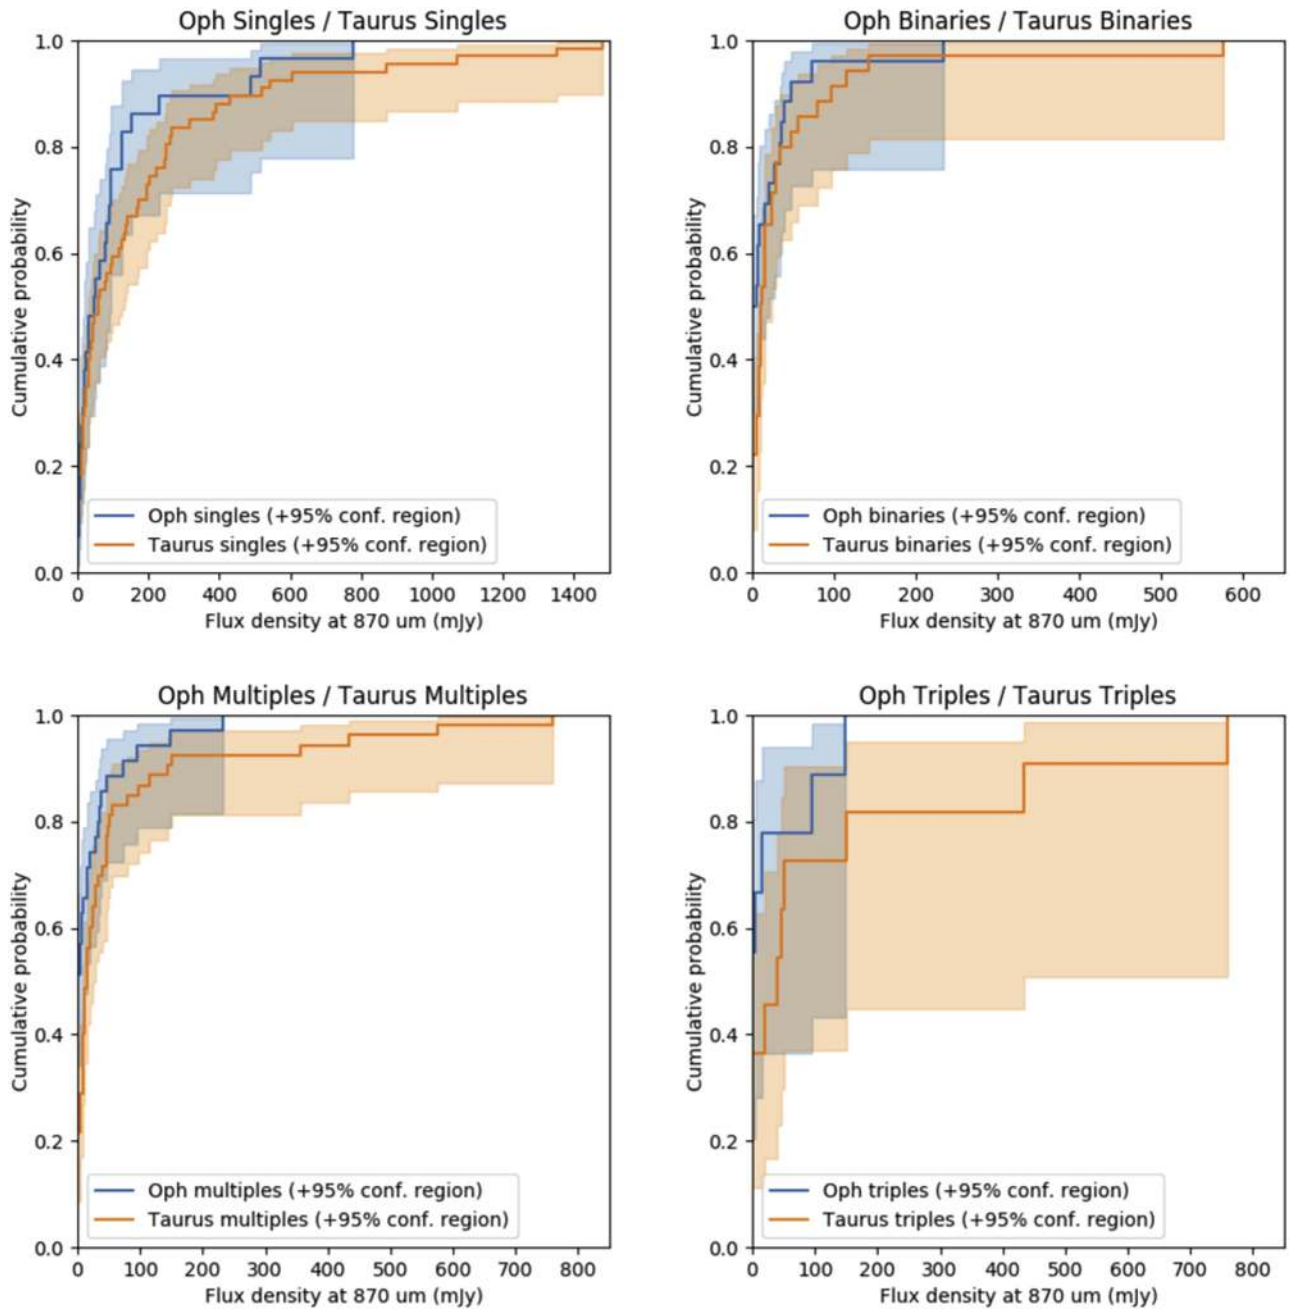 Oph Singles / Taurus Singles
1.0
0.8
0.6
0.4
0.2
0.0
Cumulative probability
Oph singles (+95% conf. region)
Taurus singles (+95% conf. region)
0 200 400 600 800 1000 1200 1400
Flux density at 870 um (mJy)
Oph Binaries / Taurus Binaries
1.0
0.8
0.6
0.4
0.2
0.0
Cumulative probability
Oph binaries (+95% conf. region)
Taurus binaries (+95% conf. region)
0 100 200 300 400 500 600
Flux density at 870 um (mJy)
Oph Multiples / Taurus Multiples
1.0
0.8
0.6
0.4
0.2
0.0
Cumulative probability
Oph multiples (+95% conf. region)
Taurus multiples (+95% conf. region)
0 100 200 300 400 500 600 700 800
Flux density at 870 um (mJy)
Oph Triples / Taurus Triples
1.0
0.8
0.6
0.4
0.2
0.0
Cumulative probability
Oph triples (+95% conf. region)
Taurus triples (+95% conf. region)
0 100 200 300 400 500 600 700 800
Flux density at 870 um (mJy)